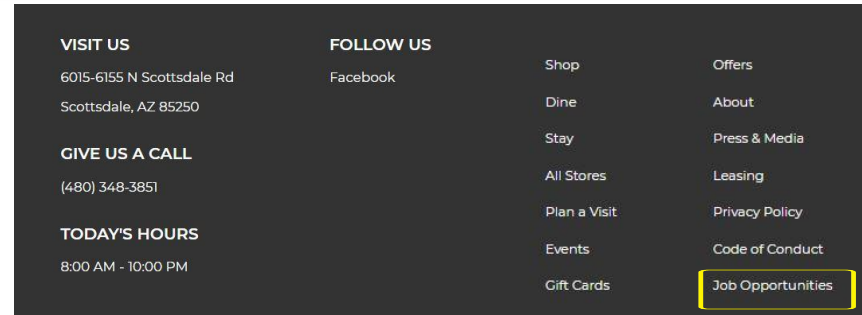 VISIT US
6015-6155 N Scottsdale Rd
Scottsdale, AZ 85250
GIVE US A CALL
(480) 348-3851
TODAY'S HOURS
8:00 AM - 10:00 PM
FOLLOW US
Facebook
Shop
Dine
Stay
All Stores
Plan a Visit
Events
Gift Cards
Offers
About
Press & Media
Leasing
Privacy Policy
Code of Conduct
Job Opportunities